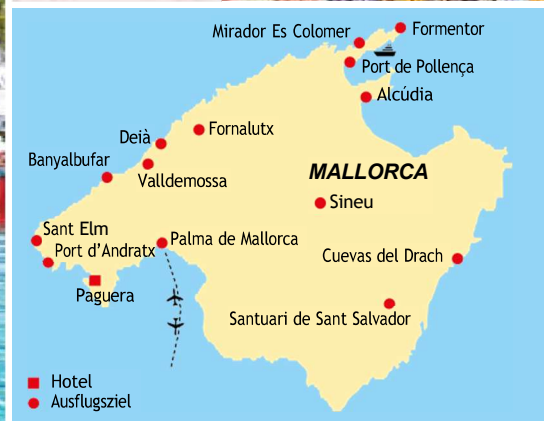 Mirador Es Colomer
Formentor
Port de Pollença
Alcúdia
Fornalutx
Deià
Banyalbufar
Valldemossa
MALLORCA
Sineu
Sant Elm
Port d'Andratx
Palma de Mallorca
Cuevas del Drach
Paguera
Santuari de Sant Salvador
Hotel
Ausflugsziel